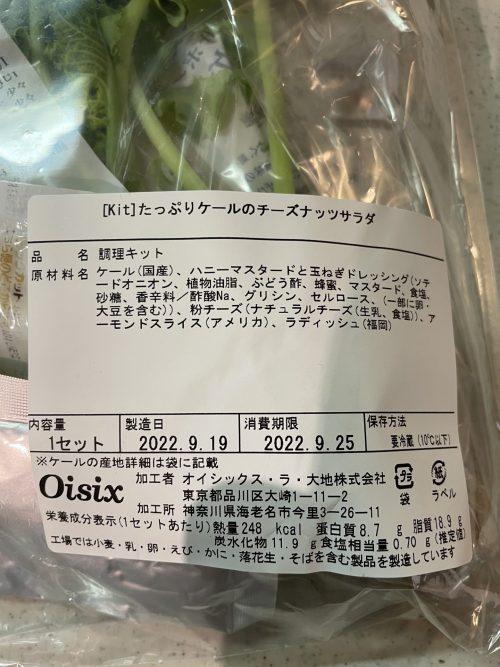 [Kit]たっぷりケールのチーズナッツサラダ
品 名 調理キット
原材料名 ケール(国産)、ハニーマスタードと玉ねぎドレッシング(ソテ
ードオニオン、植物油脂、ぶどう酢、蜂蜜、マスタード、食塩、
砂糖、香辛料/酢酸Na、グリシン、セルロース、(一部に卵・
大豆を含む))、粉チーズ(ナチュラルチーズ(生乳、食塩))、ア
ーモンドスライス(アメリカ)、ラディッシュ(福岡)
内容量 製造日 消費期限 保存方法
1セット 2022.9.19 2022.9.25 要冷蔵(10℃以下)
※ケールの産地詳細は袋に記載
Oisix 加工者 オイシックス・ラ・大地株式会社
東京都品川区大崎1-11-2
加工所 神奈川県海老名市今里3-26-11
プラ 紙
袋 ラベル
栄養成分表示(1セットあたり)熱量248 kcal 蛋白質8.7 g 脂質18.9 g
炭水化物11.9 g 食塩相当量0.70 g(推定値)
工場では小麦・乳・卵・えび・かに・落花生・そばを含む製品を製造しています